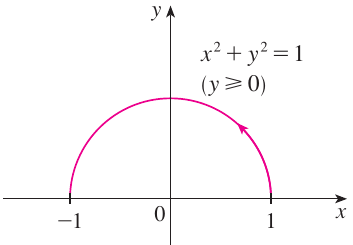 y
x² + y² = 1
(y ⩾ 0)
−1
0
1
x